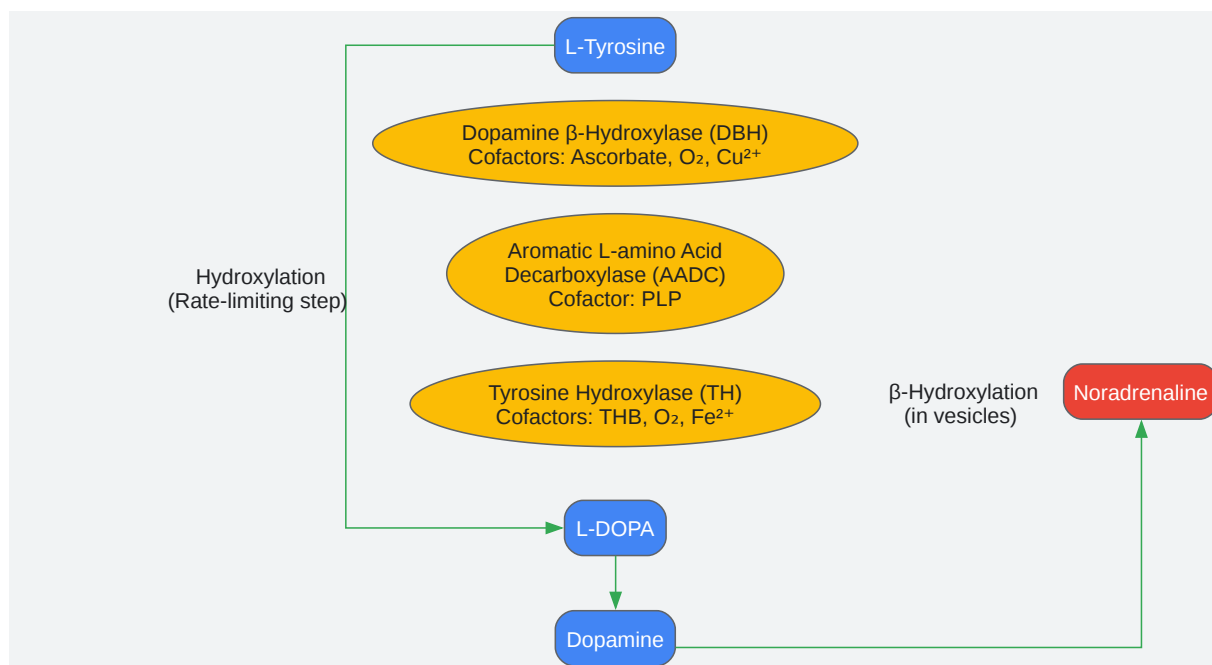 L-Tyrosine
Dopamine β-Hydroxylase (DBH)
Cofactors: Ascorbate, O₂, Cu²⁺
Aromatic L-amino Acid
Decarboxylase (AADC)
Cofactor: PLP
Hydroxylation
(Rate-limiting step)
Tyrosine Hydroxylase (TH)
Cofactors: THB, O₂, Fe²⁺
β-Hydroxylation
(in vesicles)
Noradrenaline
L-DOPA
Dopamine